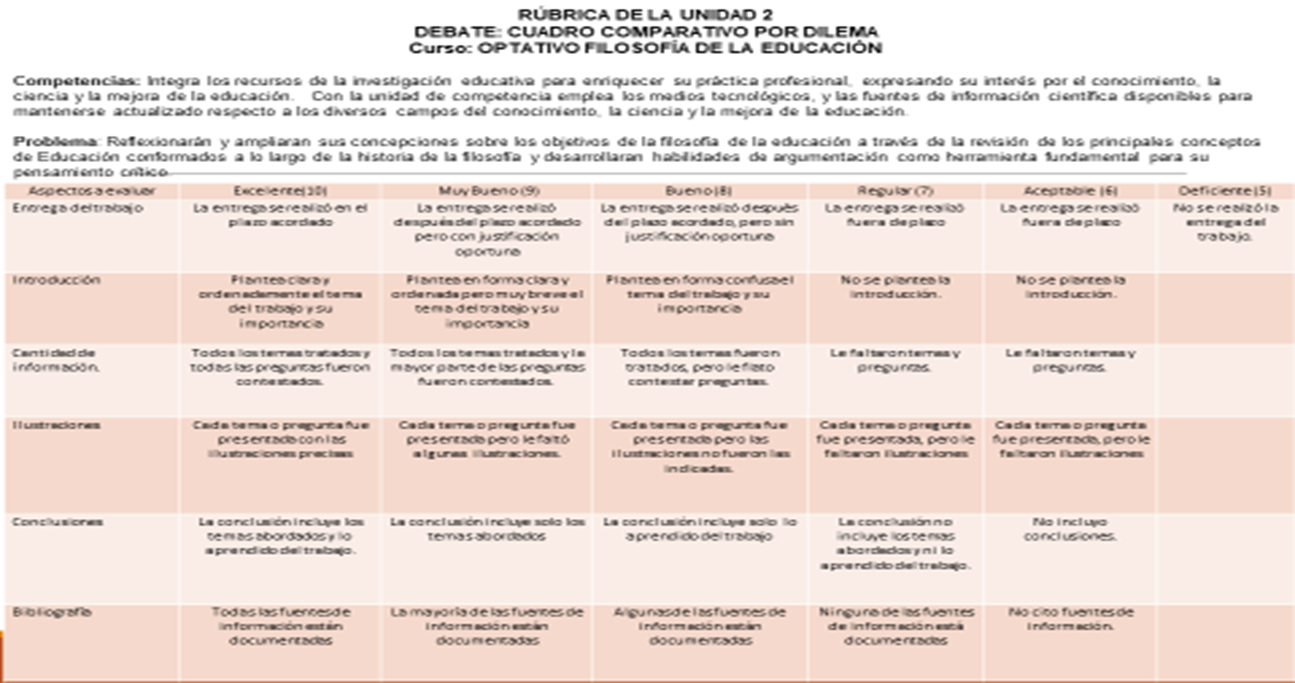 RÚBRICA DE LA UNIDAD 2
DEBATE: CUADRO COMPARATIVO POR DILEMA
Curso: OPTATIVO FILOSOFÍA DE LA EDUCACIÓN
Competencias: Integra los recursos de la investigación educativa para enriquecer su práctica profesional, expresando su interés por el conocimiento, la
ciencia y la mejora de la educación. Con la unidad de competencia emplea los medios tecnológicos, y las fuentes de información científica disponibles para
mantenerse actualizado respecto a los diversos campos del conocimiento, la ciencia y la mejora de la educación.
Problema: Reflexionarán y ampliaran sus concepciones sobre los objetivos de la filosofía de la educación a través de la revisión de los principales conceptos
de Educación conformados a lo largo de la historia de la filosofía y desarrollaran habilidades de argumentación como herramienta fundamental para su
pensamiento crítico.
Aspectos a evaluar
Excelente(10)
Muy Bueno (9)
Bueno (8)
Regular (7)
Aceptable (6)
Deficiente (5)
Entrega del trabajo
La entrega se realizó en el
plazo acordado
La entrega se realizó
después del plazo acordado
pero con justificación
oportuna
La entrega se realizó después
del plazo acordado, pero sin
justificación oportuna
La entrega se realizó
fuera de plazo
La entrega se realizó
fuera de plazo
No se realizó la
entrega del
trabajo.
Introducción
Plantea clara y
ordenadamente el tema
del trabajo y su
importancia
Plantea en forma clara y
ordenada pero muy breve el
tema del trabajo y su
importancia
Plantea en forma confusa el
tema del trabajo y su
importancia
No se plantea la
introducción.
No se plantea la
introducción.
Cantidad de
información.
Todos los temas tratados y
todas las preguntas fueron
contestados.
Todos los temas tratados y la
mayor parte de las preguntas
fueron contestados.
Todos los temas fueron
tratados, pero le flato
contestar preguntas.
Le faltaron temas y
preguntas.
Le faltaron temas y
preguntas.
Ilustraciones
Cada tema o pregunta fue
presentada con las
ilustraciones precisas
Cada tema o pregunta fue
presentada pero le faltó
algunas ilustraciones.
Cada tema o pregunta fue
presentada pero las
ilustraciones no fueron las
indicadas.
Cada tema o pregunta
fue presentada, pero le
faltaron ilustraciones
Cada tema o pregunta
fue presentada, pero le
faltaron ilustraciones
Conclusiones
La conclusión incluye los
temas abordados y lo
aprendido del trabajo.
La conclusión incluye solo los
temas abordados
La conclusión incluye solo lo
aprendido del trabajo
La conclusión no
incluye los temas
abordados y ni lo
aprendido del trabajo.
No incluyo
conclusiones.
Bibliografía
Todas las fuentes de
información están
documentadas
La mayoría de las fuentes de
información están
documentadas
Algunas de las fuentes de
información están
documentadas
Ninguna de las fuentes
de información está
documentadas
No cito fuentes de
información.